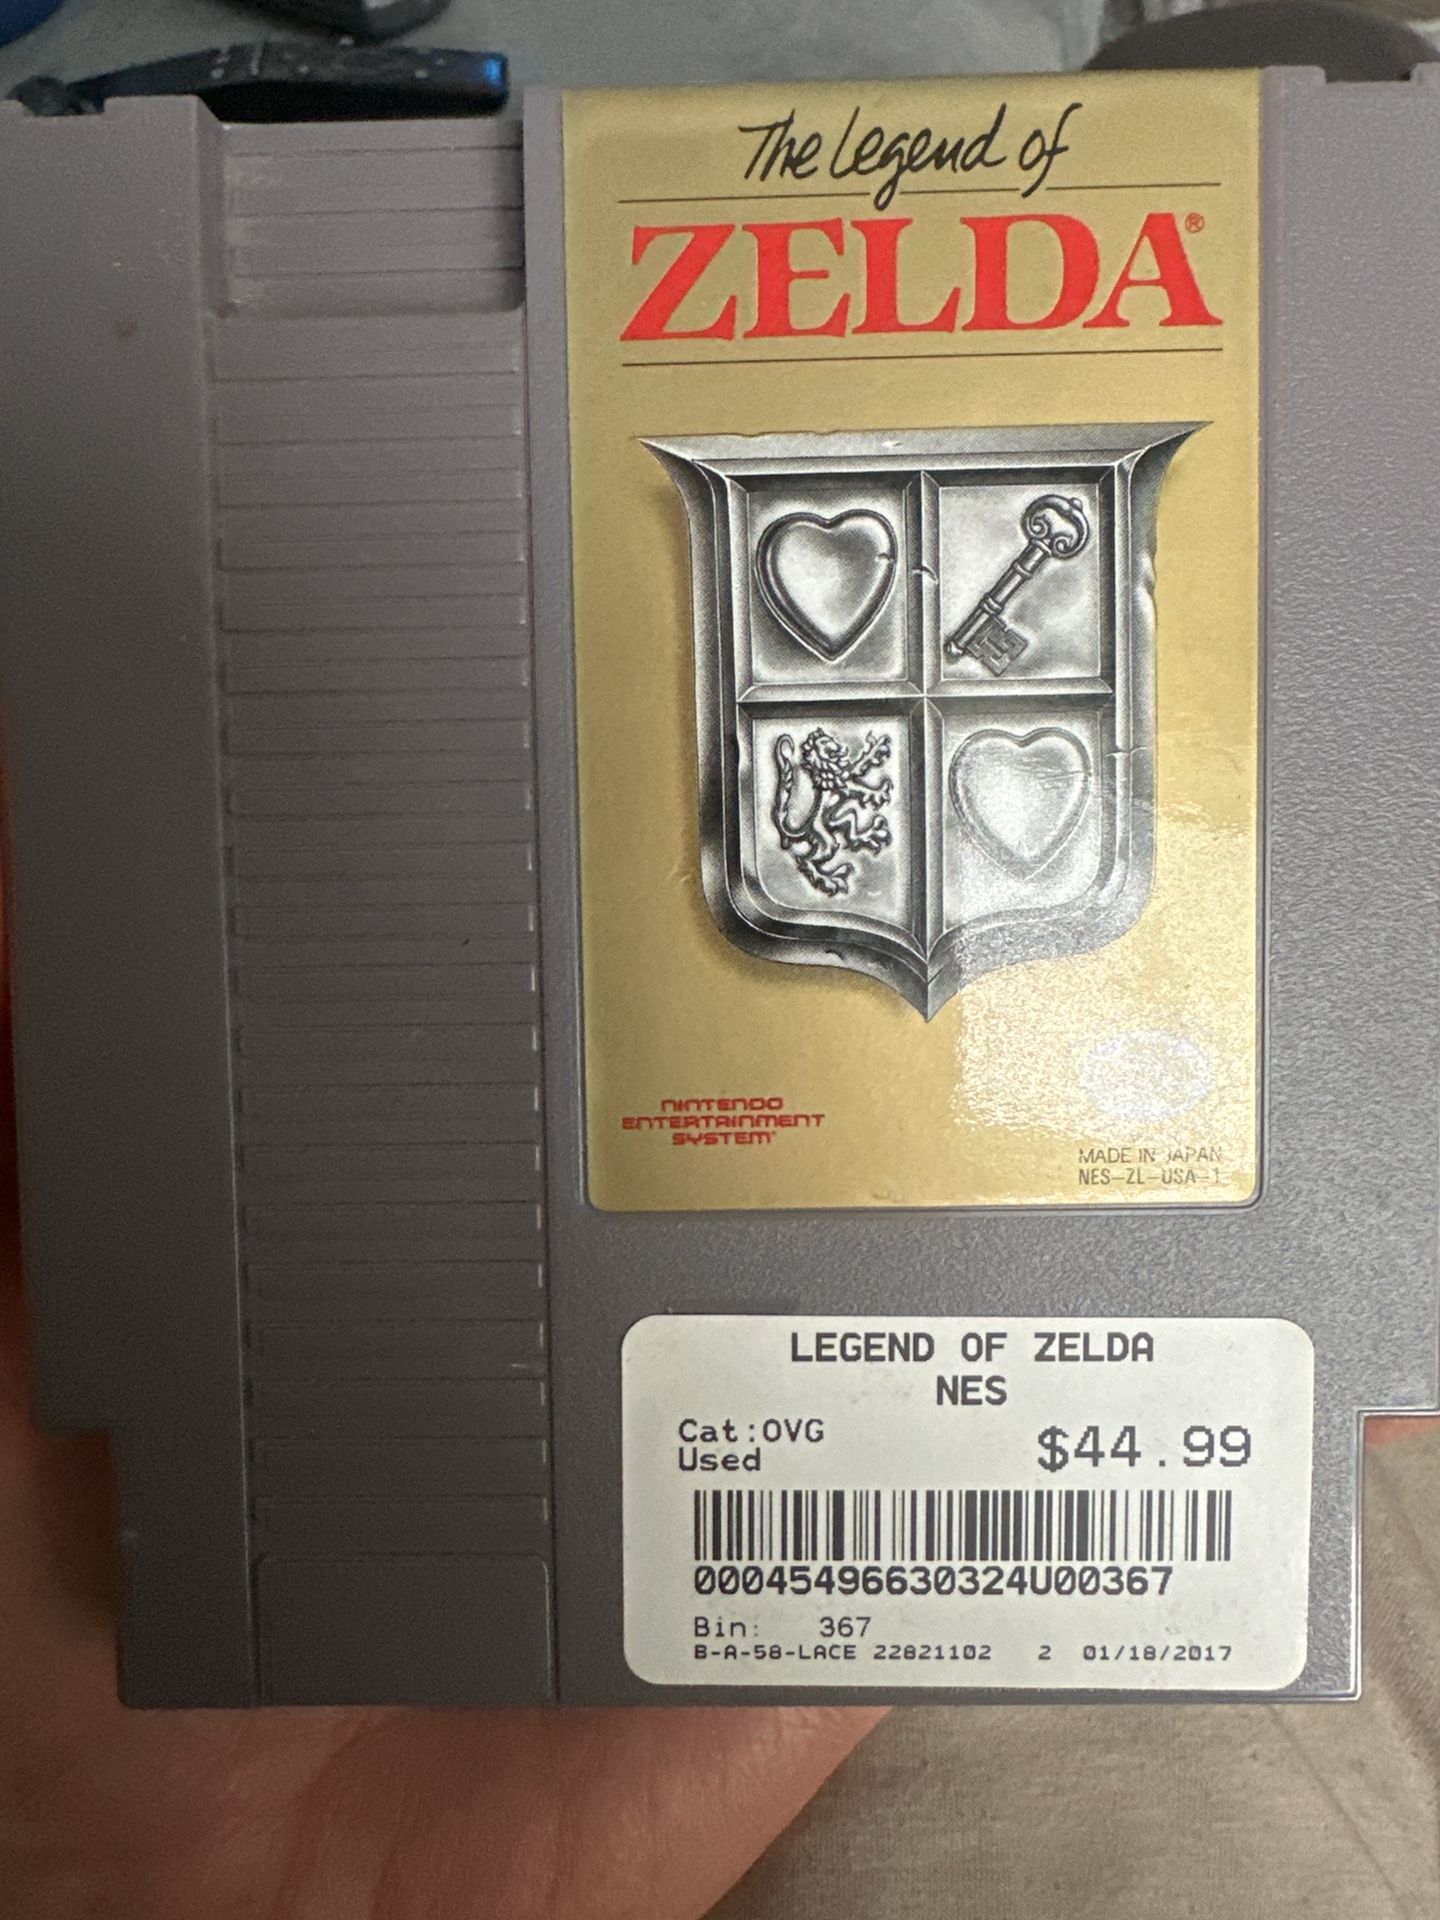 The Legend of
ZELDA®
NINTENDO
ENTERTAINMENT
SYSTEM
MADE IN JAPAN
NES-ZL-USA-1
LEGEND OF ZELDA
NES
Cat:OVG
Used
$44.99
00045496630324U00367
Bin: 367
B-A-58-LACE 22821102 2 01/18/2017